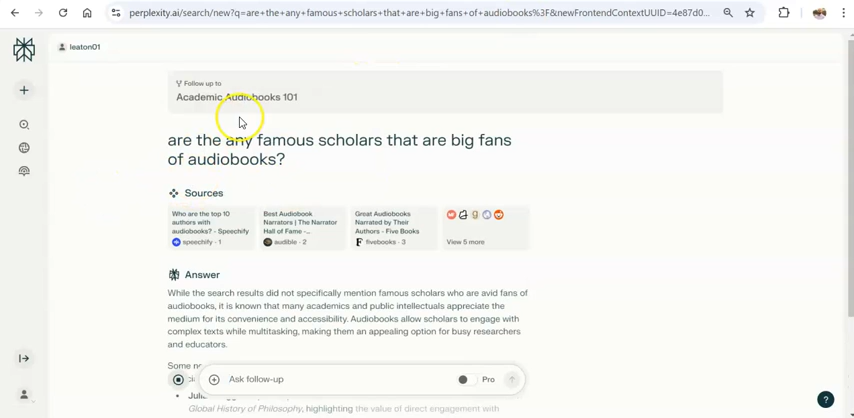 perplexity.ai/search/new?q=are+the+any+famous+scholars+that+are+big+fans+of+audiobooks%3F&newFrontendContextUUID=4e87d0...
leaton01
Follow up to
Academic Audiobooks 101
are the any famous scholars that are big fans
of audiobooks?
Sources
Who are the top 10
authors with
audiobooks? - Speechify
speechify · 1
Best Audiobook
Narrators | The Narrator
Hall of Fame -...
audible · 2
Great Audiobooks
Narrated by Their
Authors - Five Books
fivebooks · 3
View 5 more
Answer
While the search results did not specifically mention famous scholars who are avid fans of
audiobooks, it is known that many academics and public intellectuals appreciate the
medium for its convenience and accessibility. Audiobooks allow scholars to engage with
complex texts while multitasking, making them an appealing option for busy researchers
and educators.
Some
Ask follow-up
Pro
Global History of Philosophy, highlighting the value of direct engagement with
?